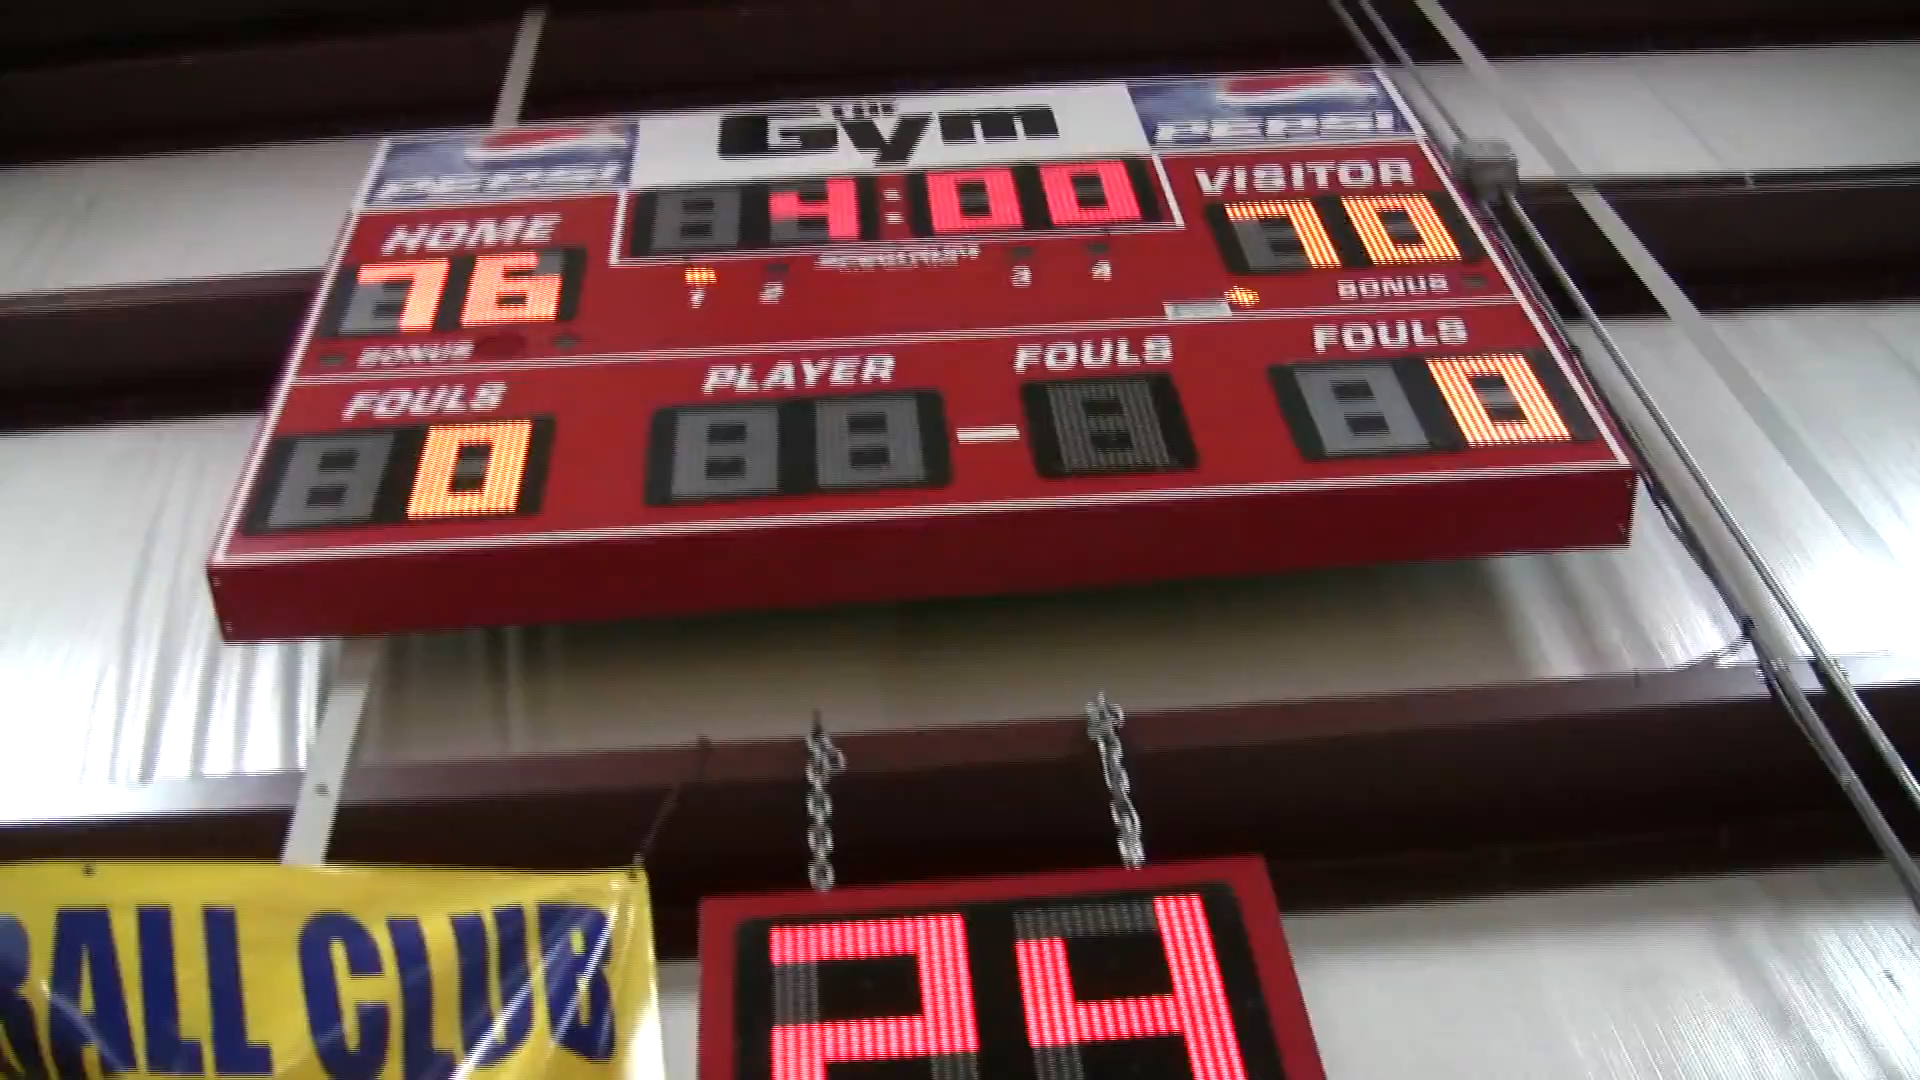 THE
Gym
PEPSI
PEPSI
4:00
HOME
VISITOR
76
70
1 2 3 4
BONUS
BONUS
FOULS
PLAYER
FOULS
FOULS
0
0
BALL CLUB
24